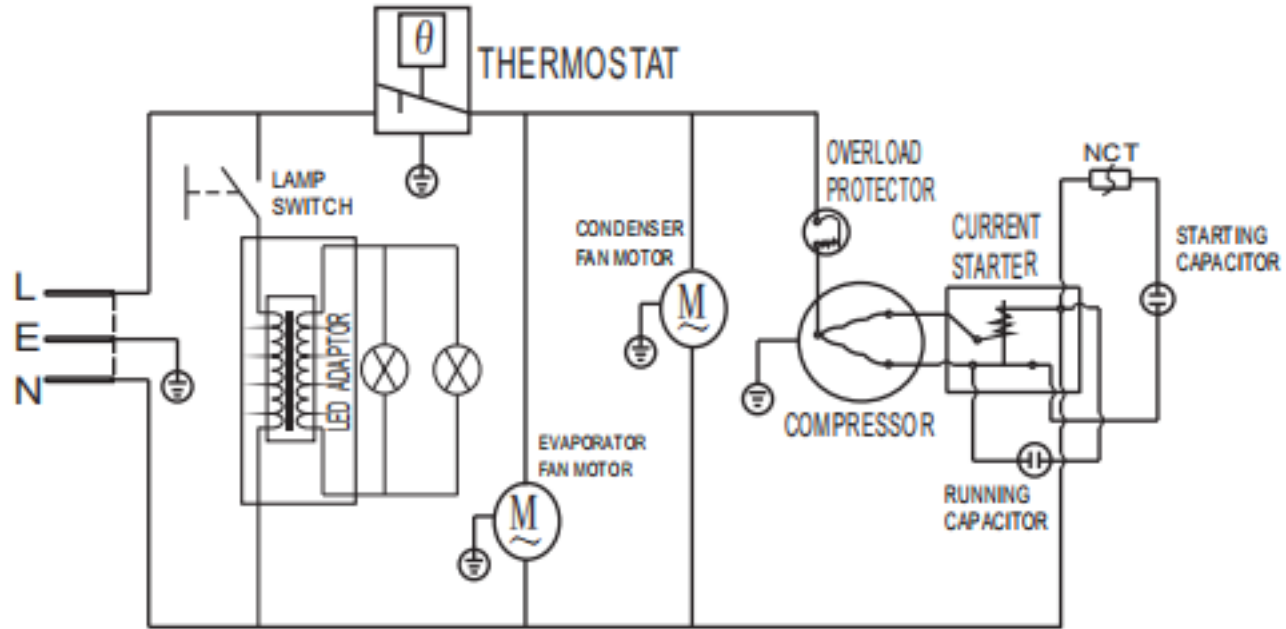 θ
THERMOSTAT
LAMP
SWITCH
OVERLOAD
PROTECTOR
NCT
CONDENSER
FAN MOTOR
CURRENT
STARTER
STARTING
CAPACITOR
L
E
N
LED ADAPTOR
M
~
COMPRESSOR
EVAPORATOR
FAN MOTOR
M
~
RUNNING
CAPACITOR